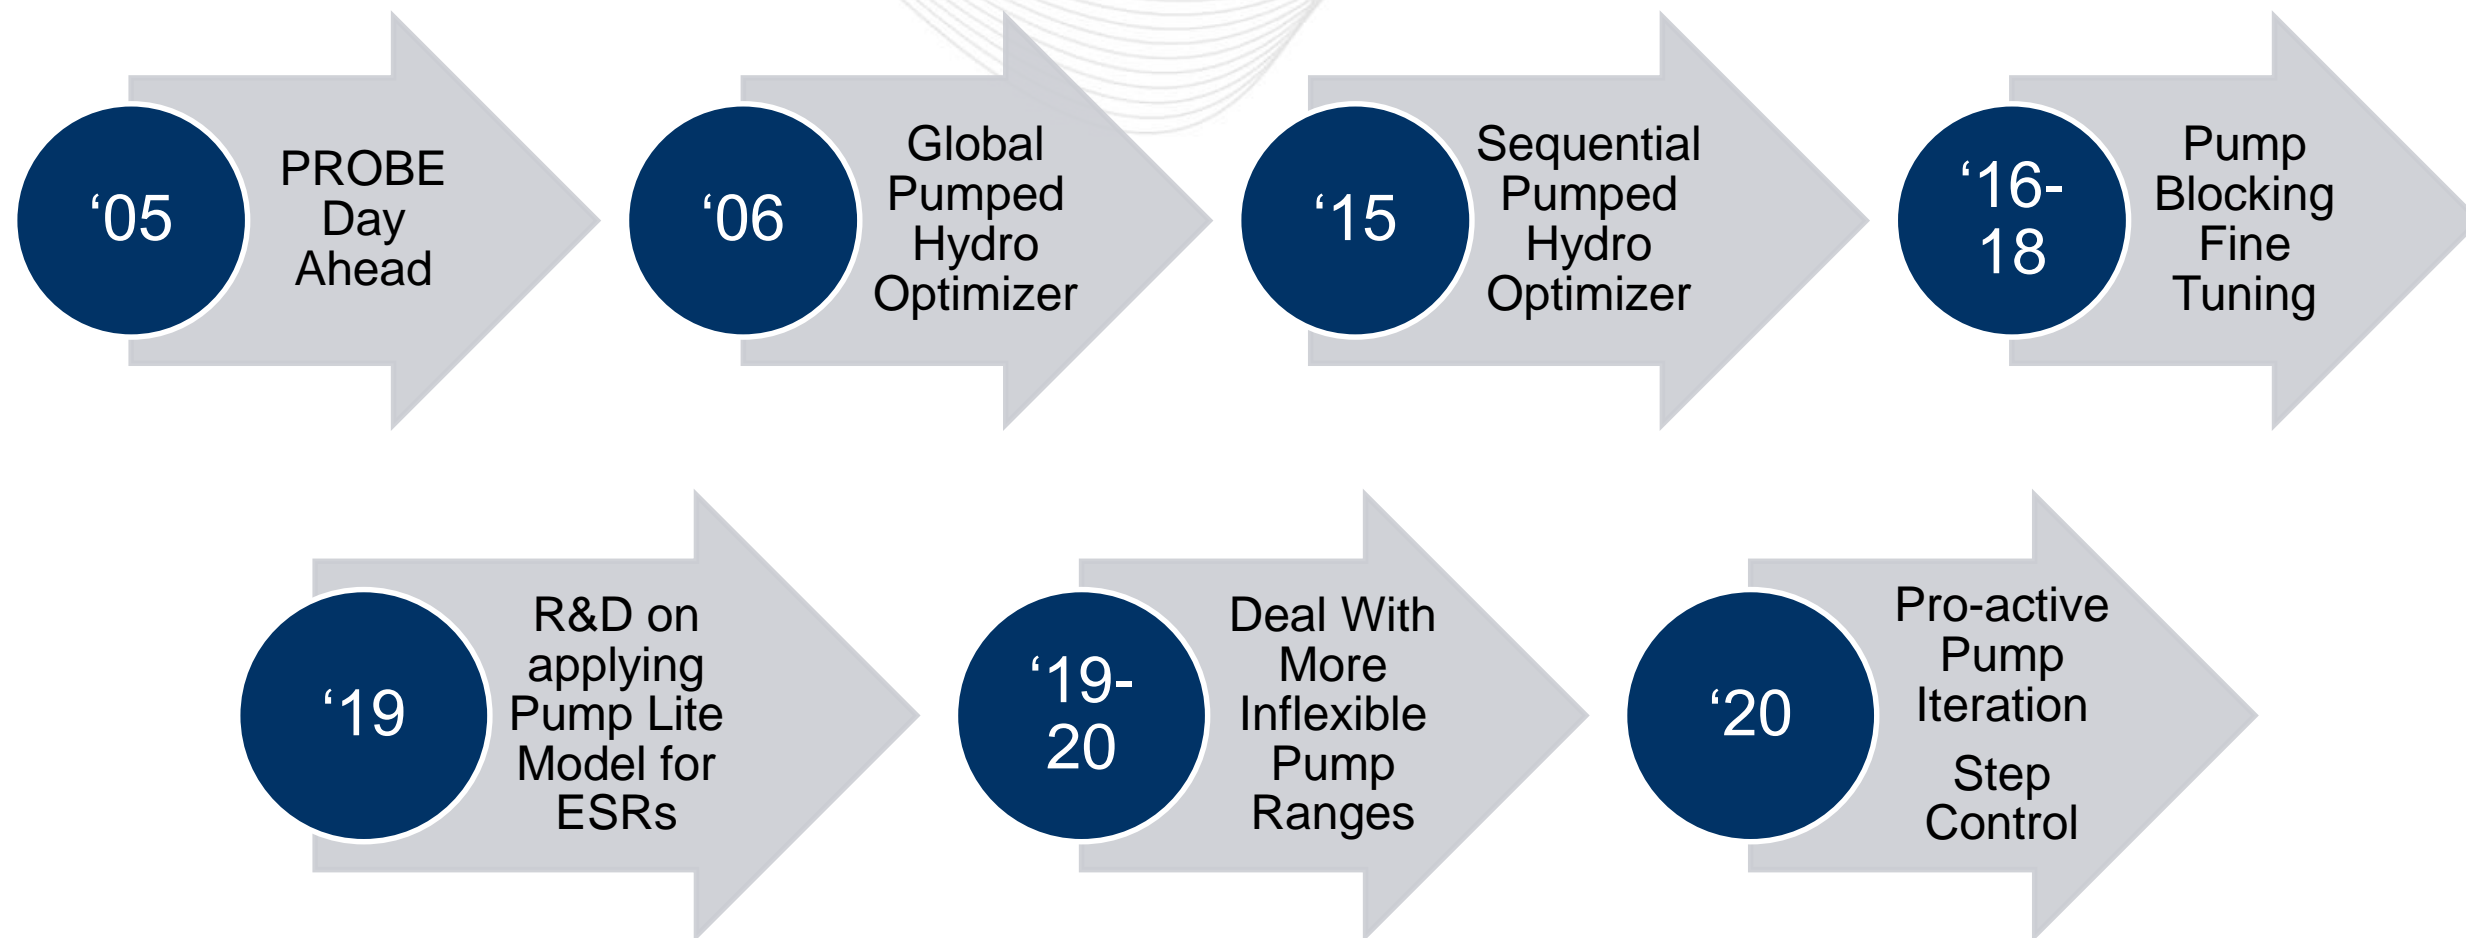 ‘05
PROBE
Day
Ahead
‘06
Global
Pumped
Hydro
Optimizer
‘15
Sequential
Pumped
Hydro
Optimizer
‘16-
18
Pump
Blocking
Fine
Tuning
‘19
R&D on
applying
Pump Lite
Model for
ESRs
‘19-
20
Deal With
More
Inflexible
Pump
Ranges
‘20
Pro-active
Pump
Iteration
Step
Control